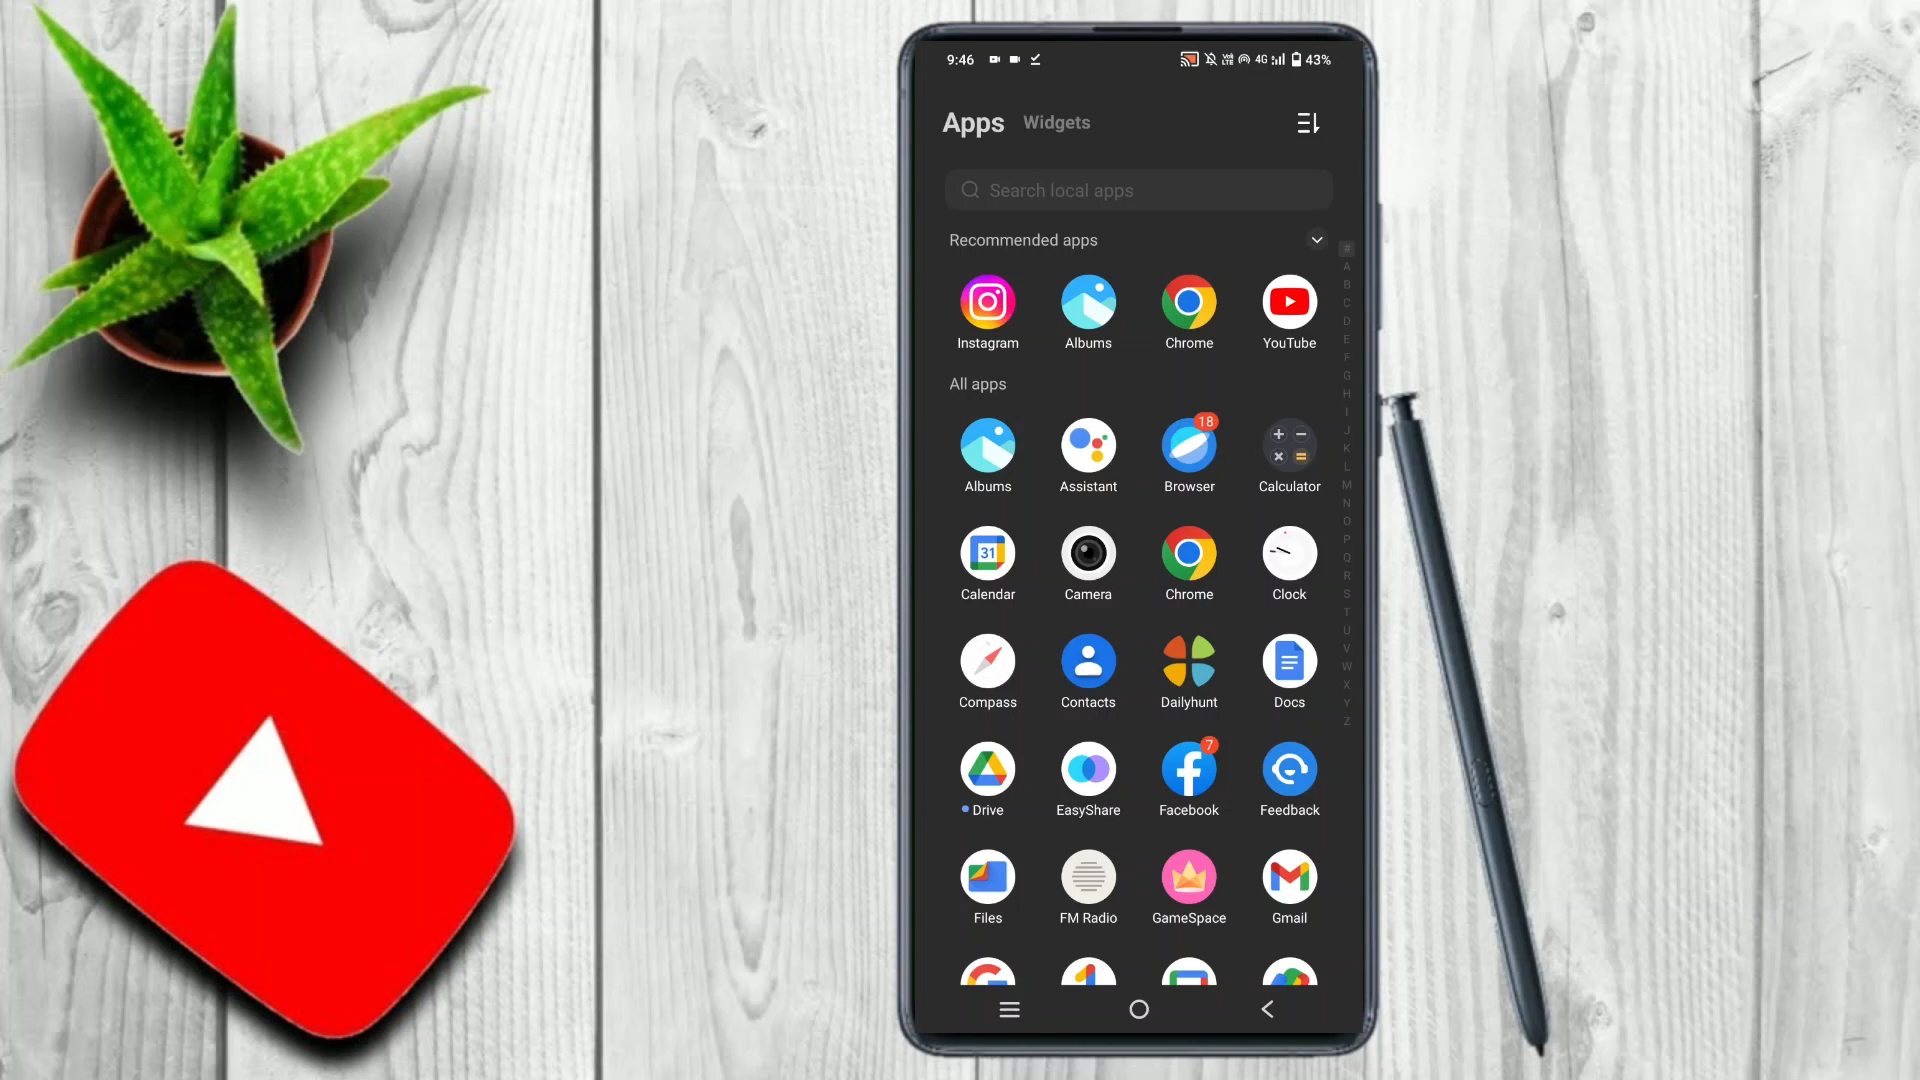 9:46 VoI LTE 4G 43%
Apps Widgets
Search local apps
Recommended apps
#
A
B
C
D
E
F
G
H
I
J
K
L
M
N
O
P
Q
R
S
T
U
V
W
X
Y
Z
Instagram Albums Chrome YouTube
All apps
18
Albums Assistant Browser Calculator
31
Calendar Camera Chrome Clock
Compass Contacts Dailyhunt Docs
7
Drive EasyShare Facebook Feedback
Files FM Radio GameSpace Gmail